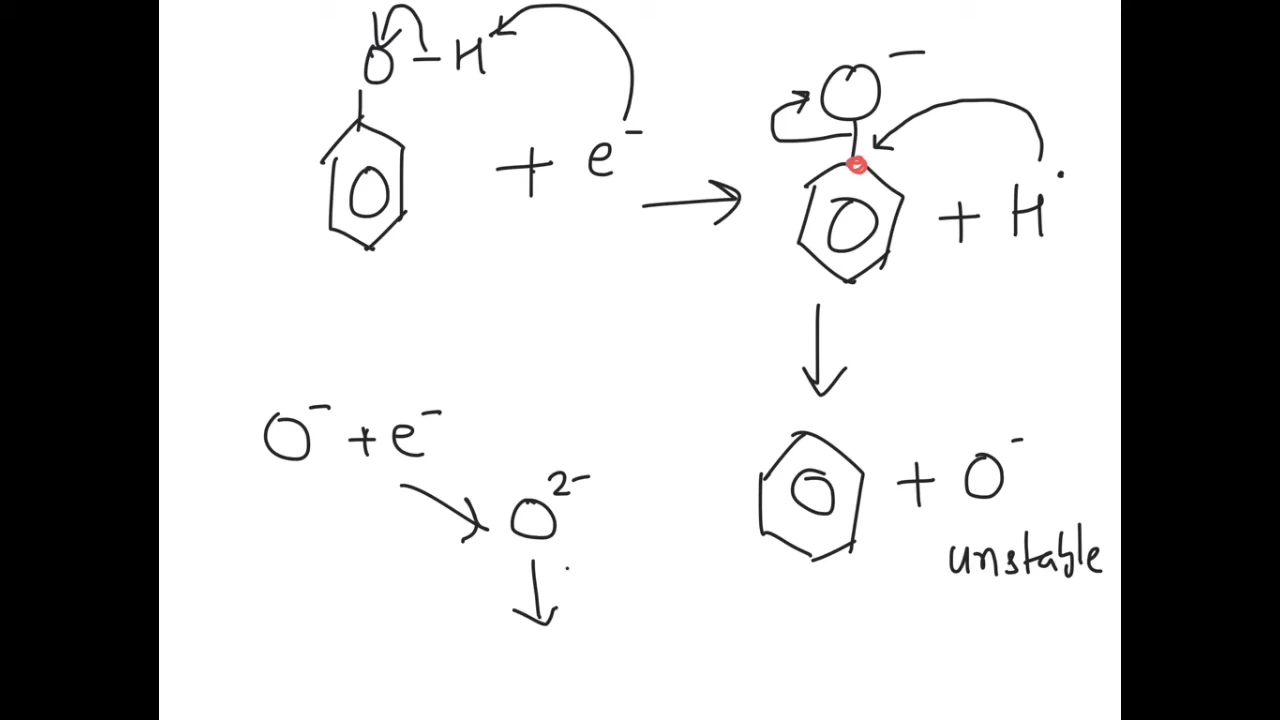 O − H
+ e⁻
O⁻
+ H•
O⁻ + e⁻
O²⁻
+ O⁻
unstable